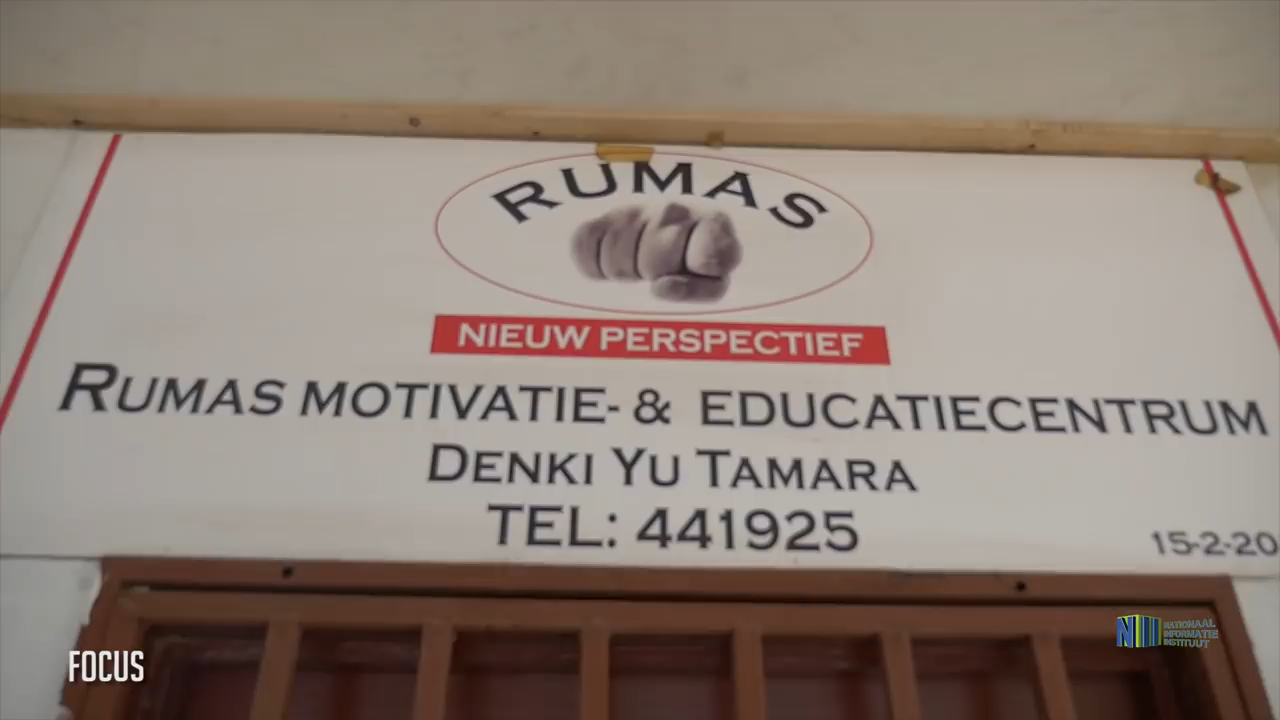 RUMAS
NIEUW PERSPECTIEF
RUMAS MOTIVATIE- & EDUCATIECENTRUM
DENKI YU TAMARA
TEL: 441925
15-2-20
FOCUS
NATIONAAL
INFORMATIE
INSTITUUT